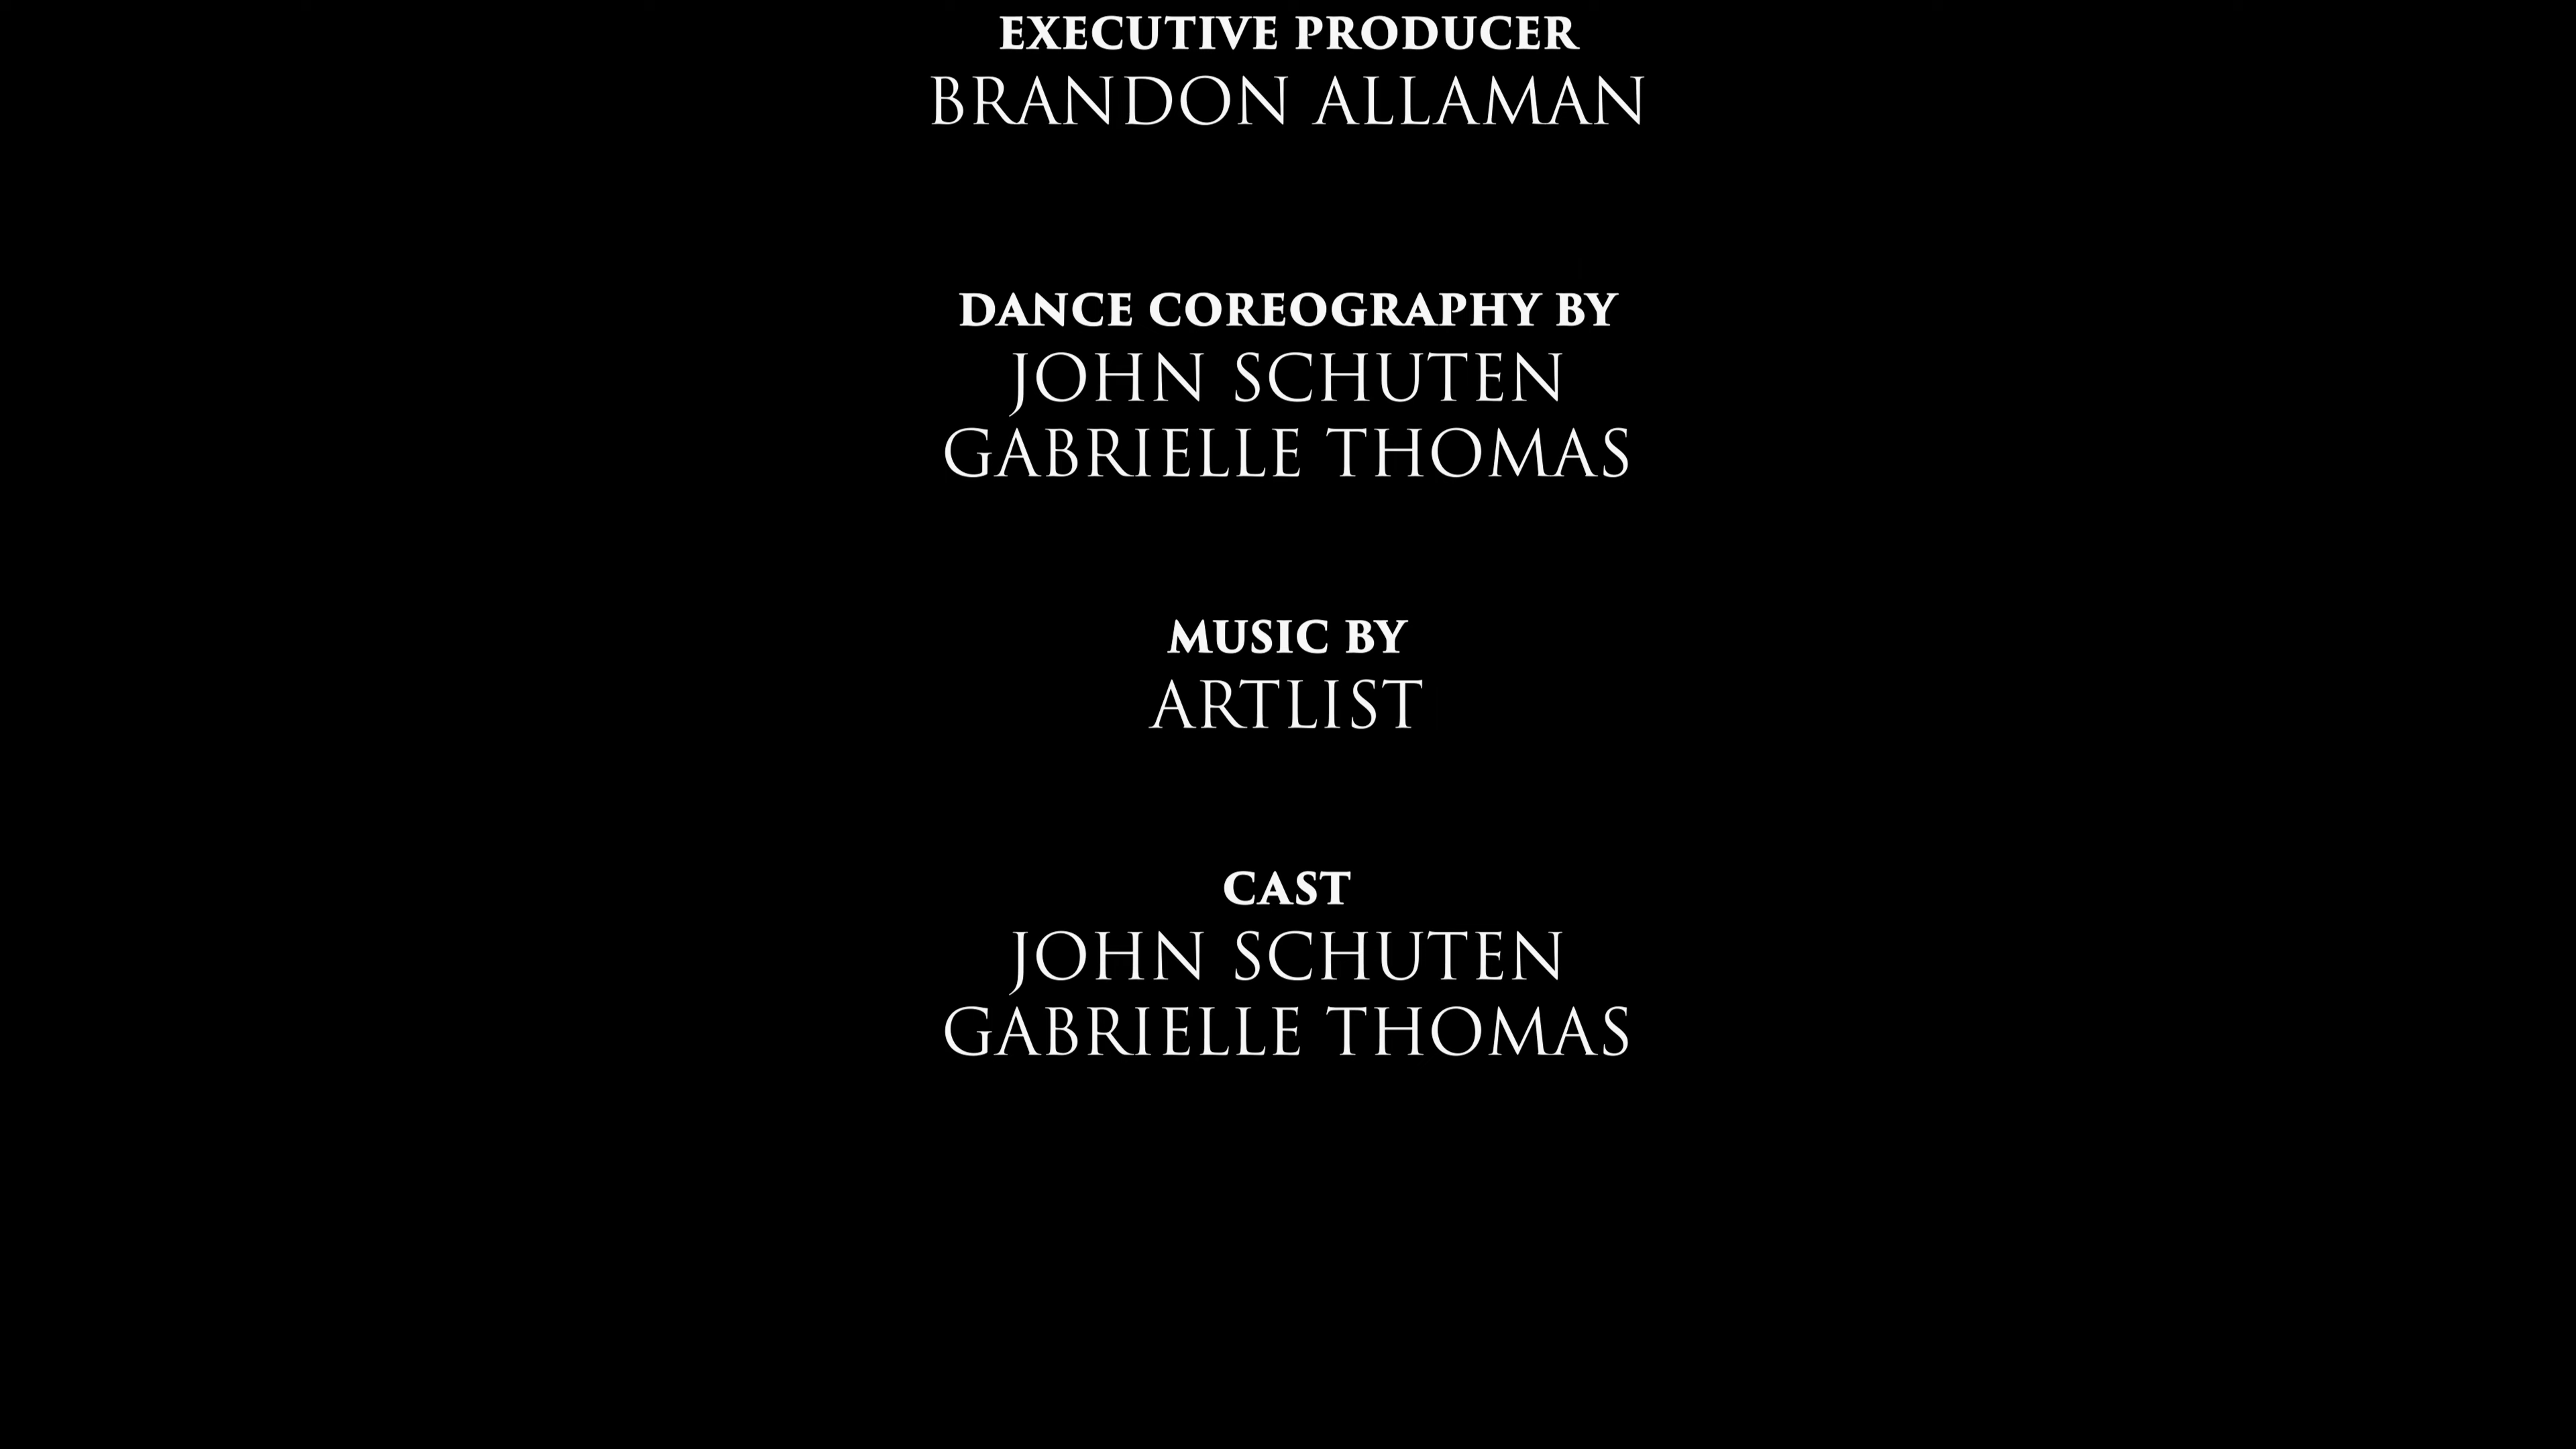 EXECUTIVE PRODUCER
BRANDON ALLAMAN
DANCE COREOGRAPHY BY
JOHN SCHUTEN
GABRIELLE THOMAS
MUSIC BY
ARTLIST
CAST
JOHN SCHUTEN
GABRIELLE THOMAS